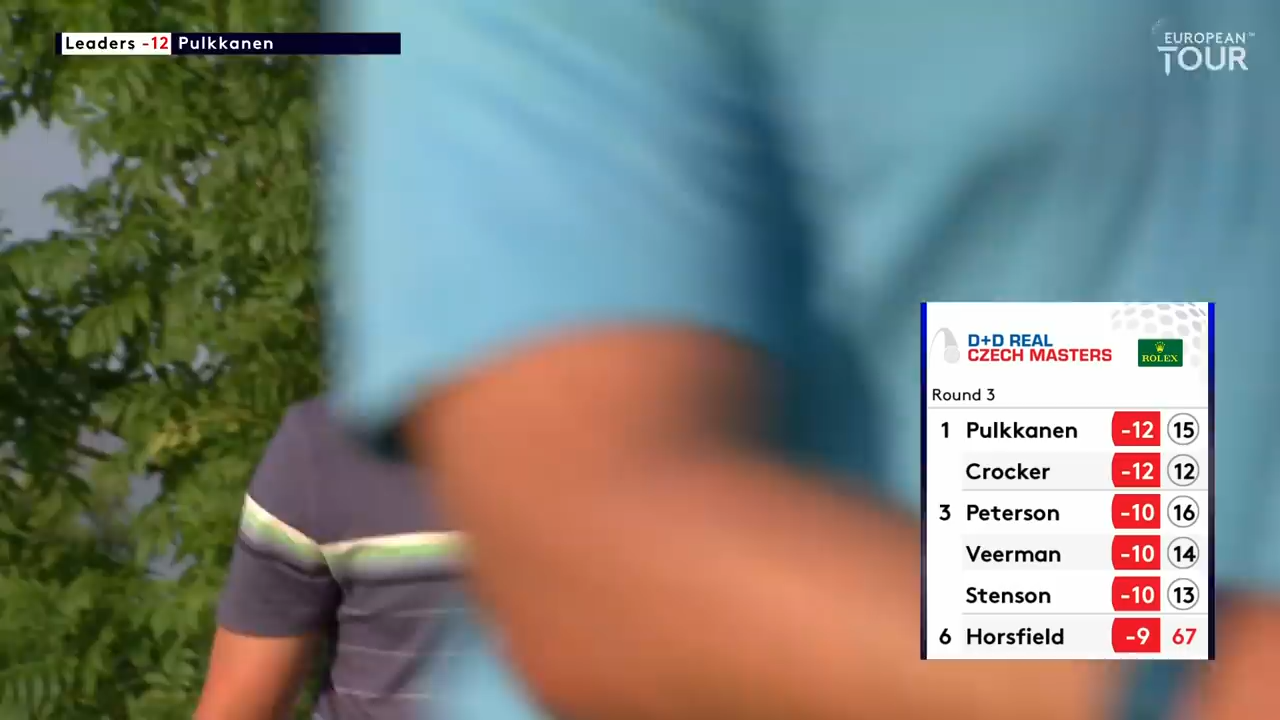 Leaders -12 Pulkkanen
EUROPEAN™
TOUR
D+D REAL
CZECH MASTERS
ROLEX
Round 3
1 Pulkkanen -12 15
Crocker -12 12
3 Peterson -10 16
Veerman -10 14
Stenson -10 13
6 Horsfield -9 67